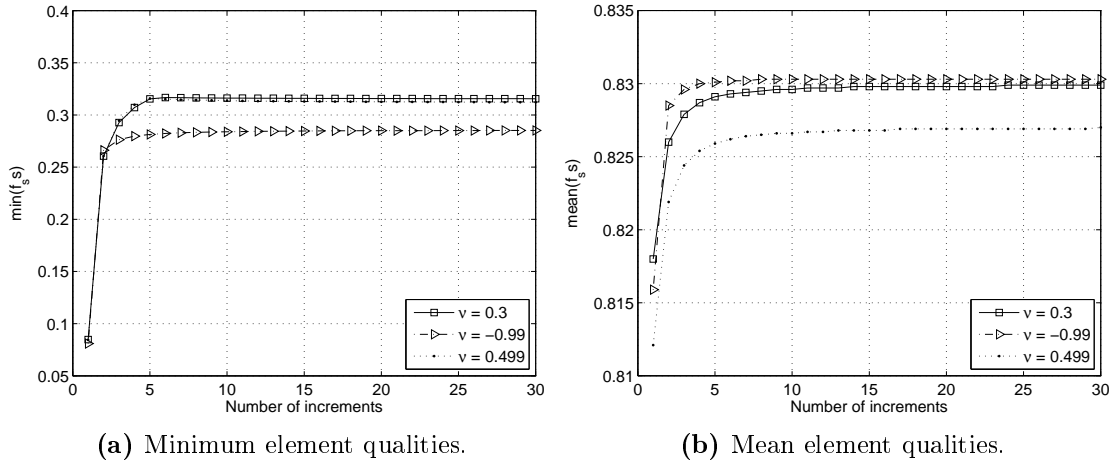 0.4
0.35
0.3
0.25
0.2
0.15
0.1
0.05
min(f_s s)
0 5 10 15 20 25 30
Number of increments
ν = 0.3
ν = −0.99
ν = 0.499
(a) Minimum element qualities.
0.835
0.83
0.825
0.82
0.815
0.81
mean(f_s s)
0 5 10 15 20 25 30
Number of increments
ν = 0.3
ν = −0.99
ν = 0.499
(b) Mean element qualities.